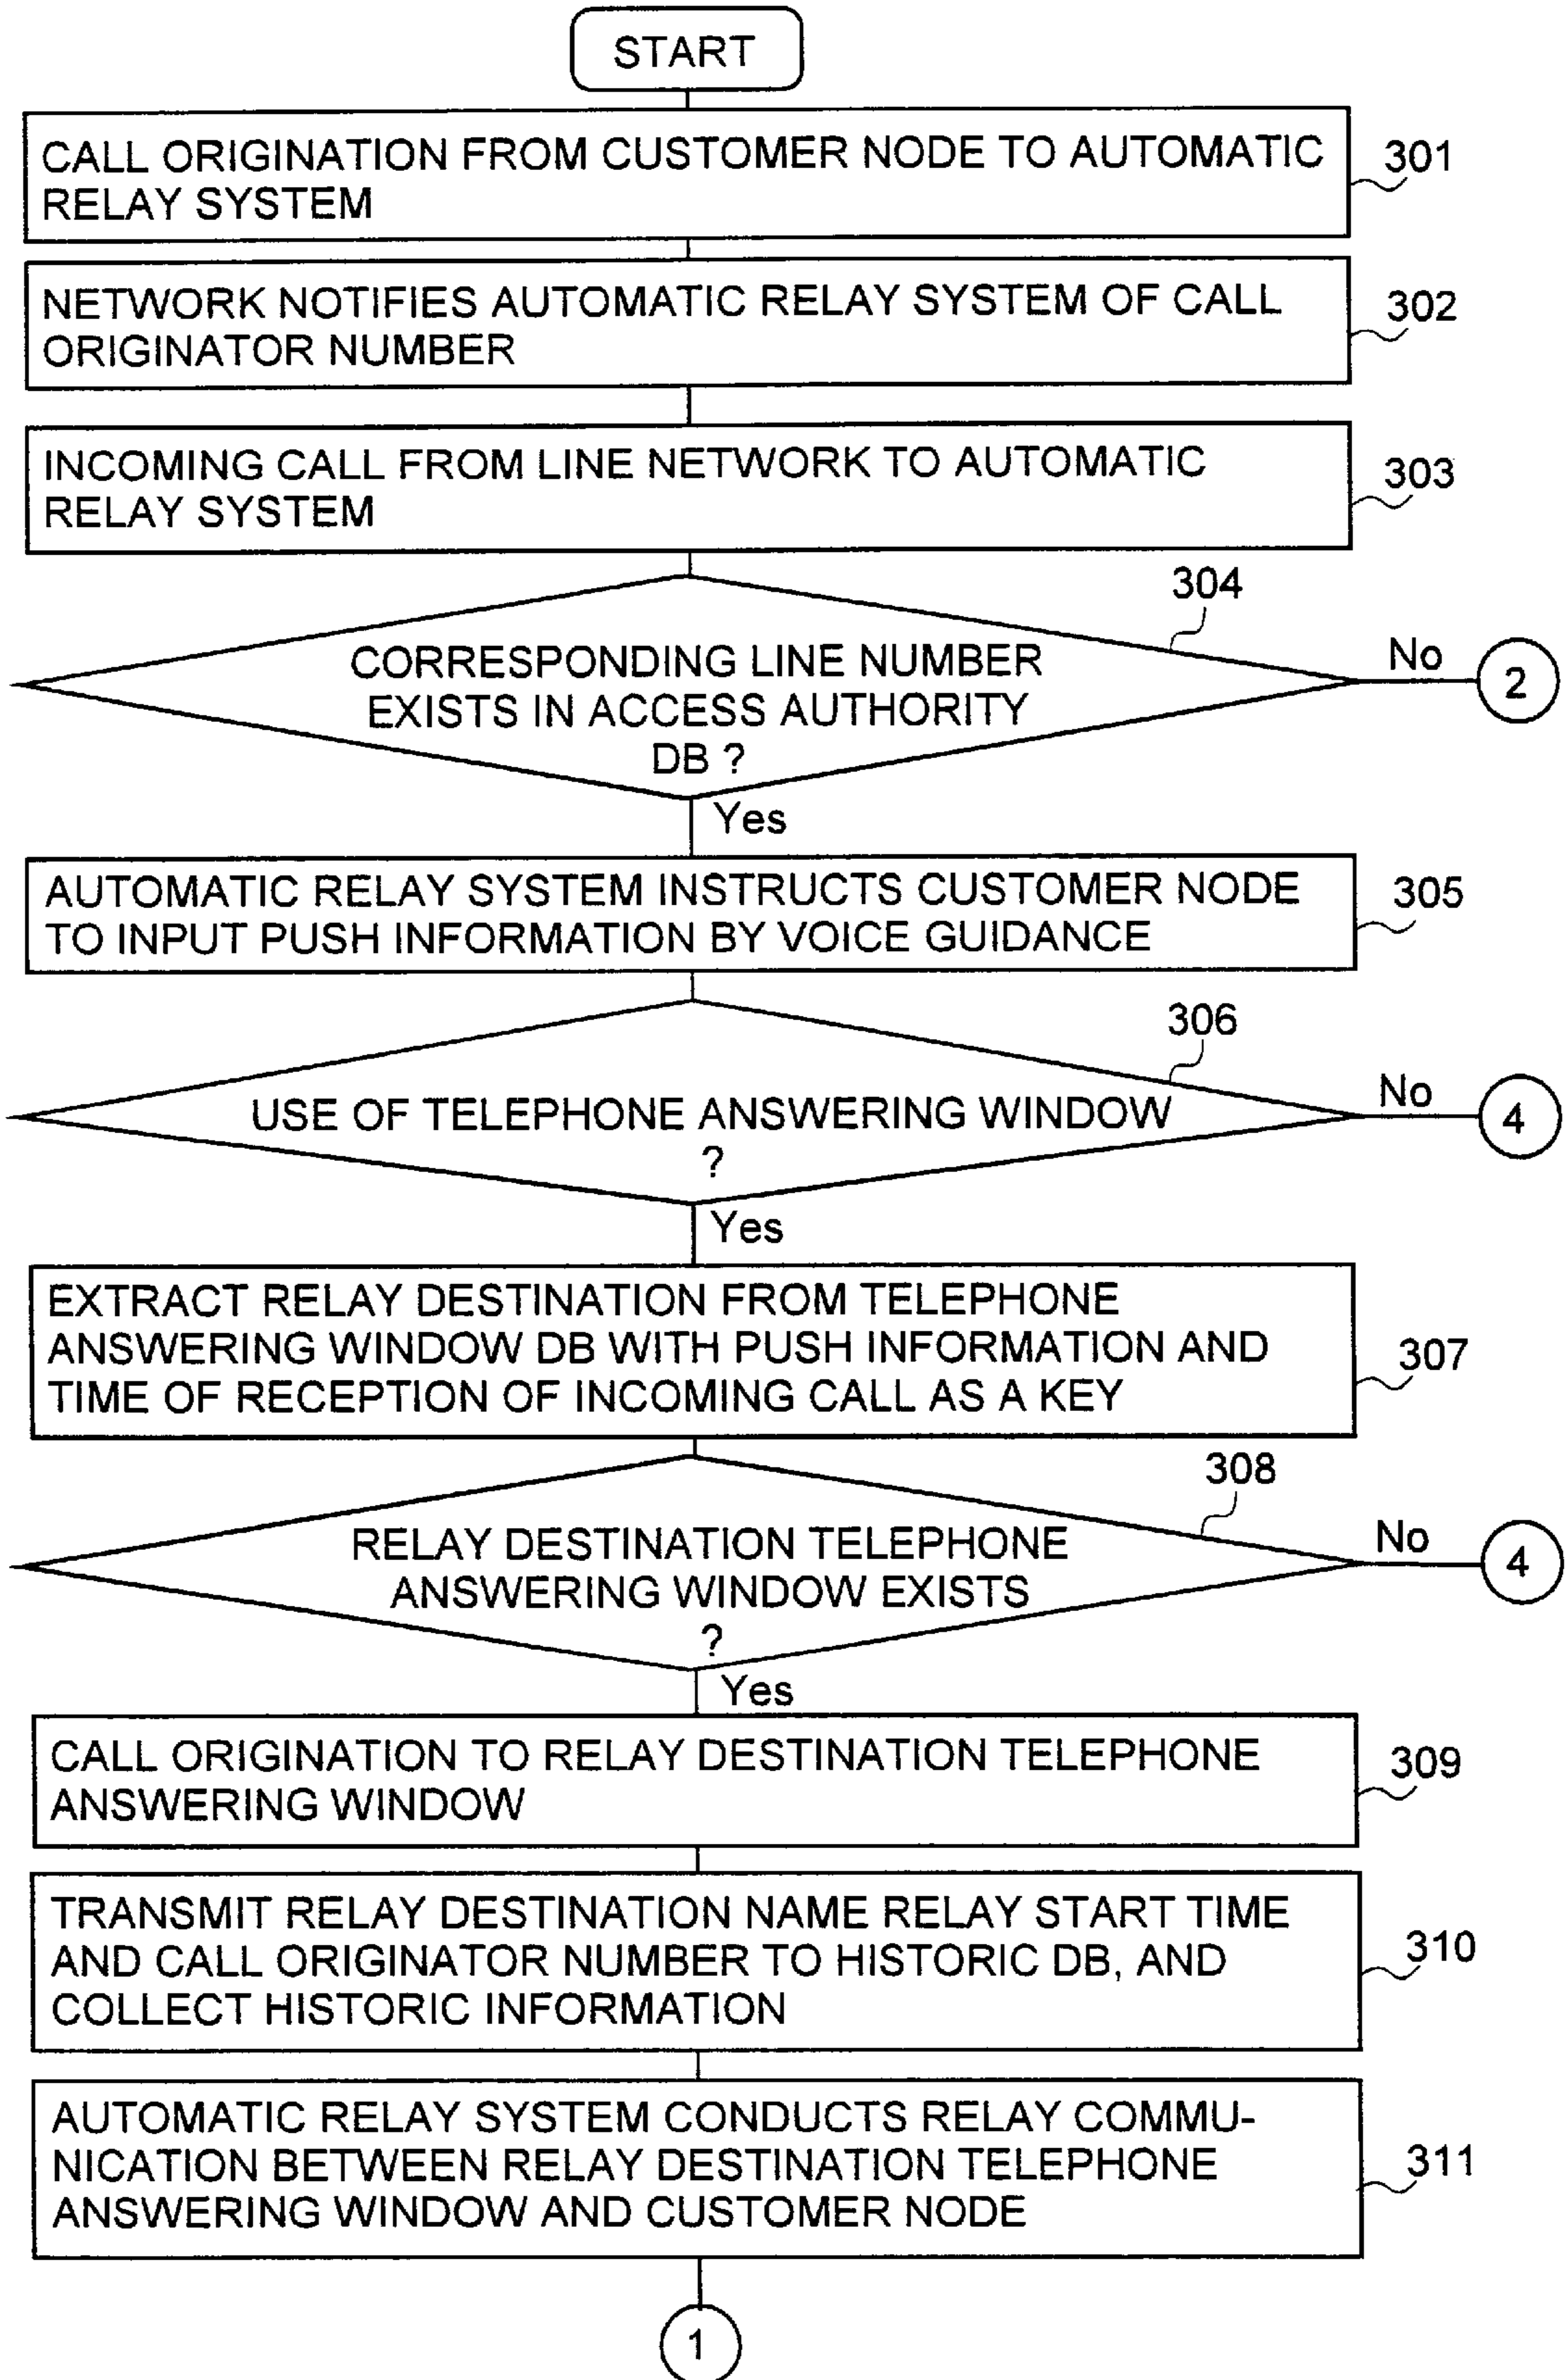 START
CALL ORIGINATION FROM CUSTOMER NODE TO AUTOMATIC
RELAY SYSTEM
301
NETWORK NOTIFIES AUTOMATIC RELAY SYSTEM OF CALL
ORIGINATOR NUMBER
302
INCOMING CALL FROM LINE NETWORK TO AUTOMATIC
RELAY SYSTEM
303
304
CORRESPONDING LINE NUMBER
EXISTS IN ACCESS AUTHORITY
DB ?
No
2
Yes
AUTOMATIC RELAY SYSTEM INSTRUCTS CUSTOMER NODE
TO INPUT PUSH INFORMATION BY VOICE GUIDANCE
305
306
USE OF TELEPHONE ANSWERING WINDOW
?
No
4
Yes
EXTRACT RELAY DESTINATION FROM TELEPHONE
ANSWERING WINDOW DB WITH PUSH INFORMATION AND
TIME OF RECEPTION OF INCOMING CALL AS A KEY
307
308
RELAY DESTINATION TELEPHONE
ANSWERING WINDOW EXISTS
?
No
4
Yes
CALL ORIGINATION TO RELAY DESTINATION TELEPHONE
ANSWERING WINDOW
309
TRANSMIT RELAY DESTINATION NAME RELAY START TIME
AND CALL ORIGINATOR NUMBER TO HISTORIC DB, AND
COLLECT HISTORIC INFORMATION
310
AUTOMATIC RELAY SYSTEM CONDUCTS RELAY COMMU-
NICATION BETWEEN RELAY DESTINATION TELEPHONE
ANSWERING WINDOW AND CUSTOMER NODE
311
1